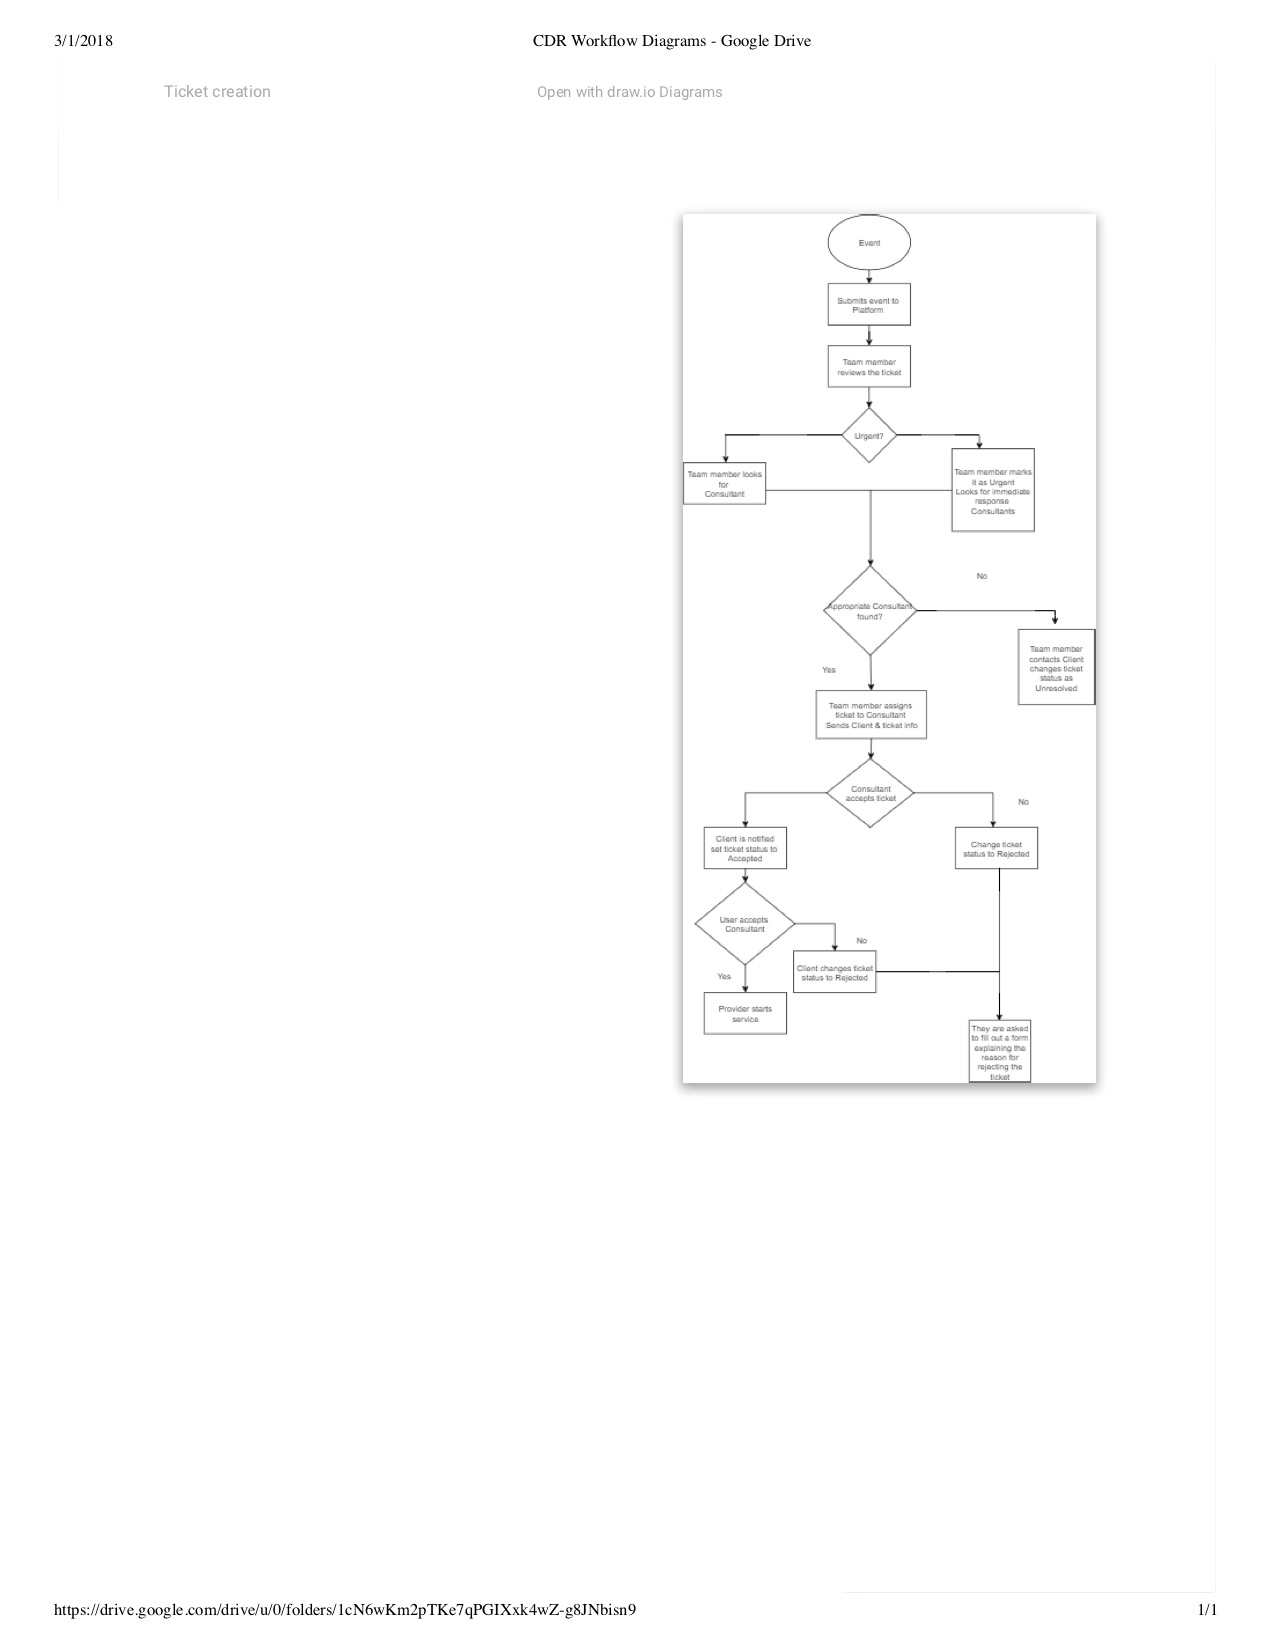 3/1/2018
CDR Workflow Diagrams - Google Drive
Ticket creation
Open with draw.io Diagrams
Event
Submits event to
Platform
Team member
reviews the ticket
Urgent?
Team member looks
for
Consultant
Team member marks
it as Urgent
Looks for immediate
response
Consultants
No
Appropriate Consultant
found?
Team member
contacts Client
changes ticket
status as
Unresolved
Yes
Team member assigns
ticket to Consultant
Sends Client & ticket info
Consultant
accepts ticket
No
Client is notified
set ticket status to
Accepted
Change ticket
status to Rejected
User accepts
Consultant
No
Client changes ticket
status to Rejected
Yes
Provider starts
service
They are asked
to fill out a form
explaining the
reason for
rejecting the
ticket
https://drive.google.com/drive/u/0/folders/1cN6wKm2pTKe7qPGIXxk4wZ-g8JNbisn9
1/1